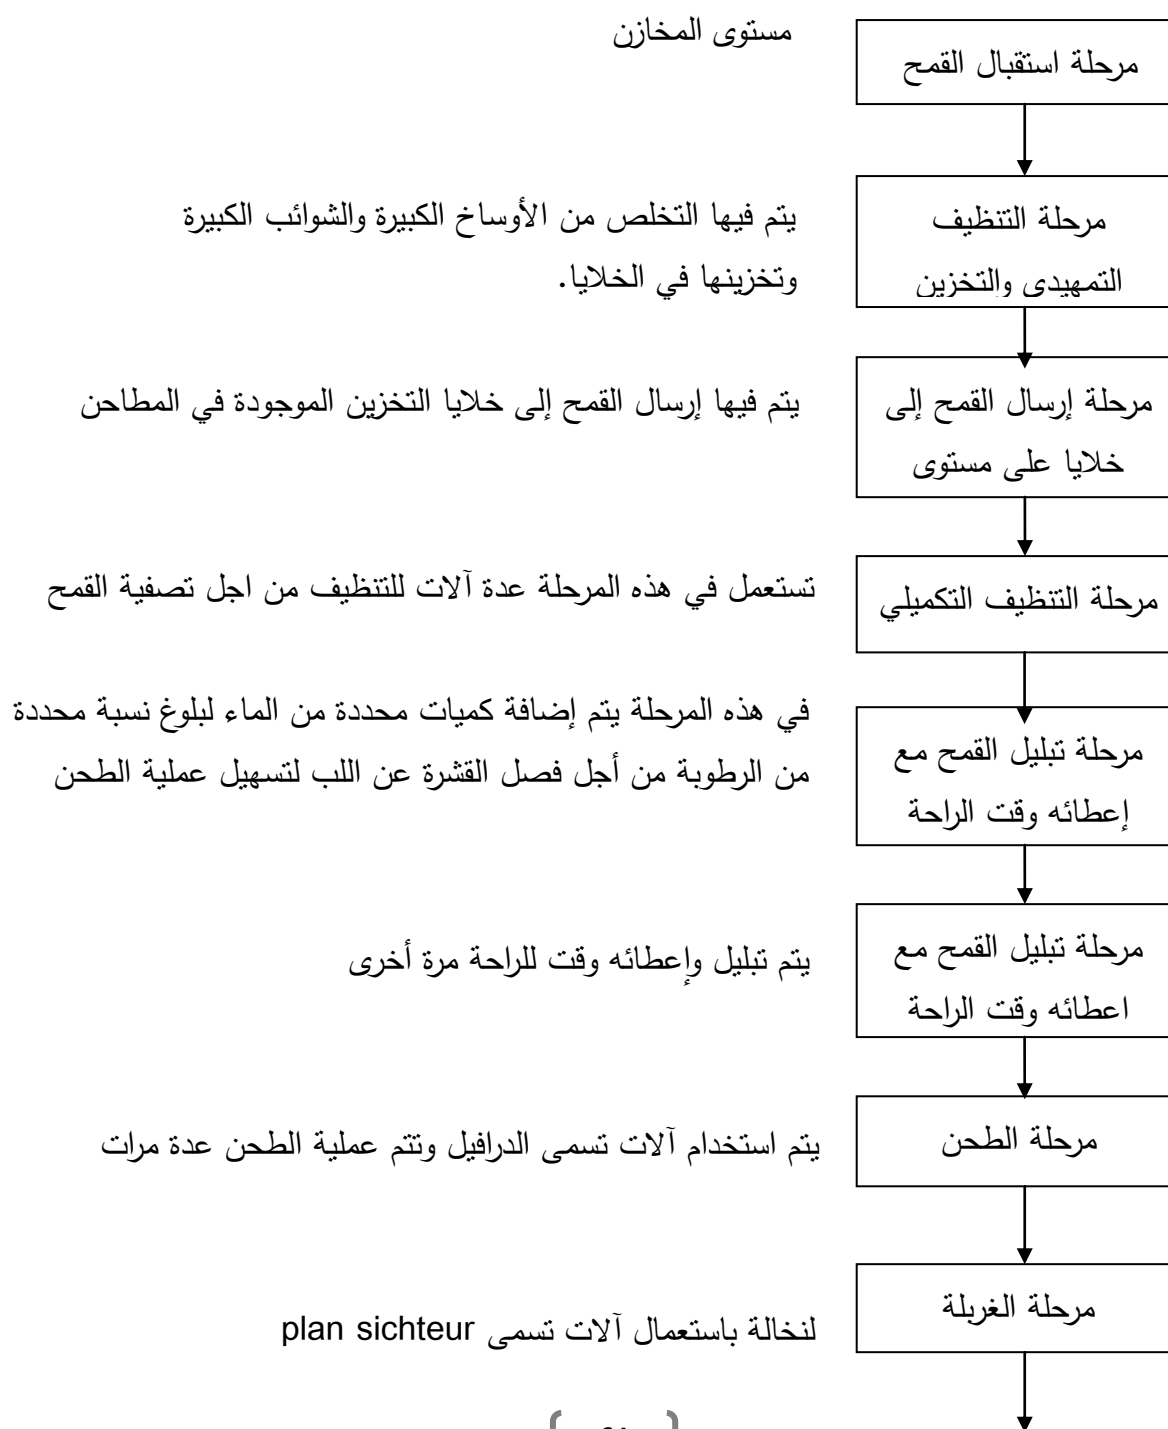 مرحلة استقبال القمح
مستوى المخازن
مرحلة التنظيف
التمهيدي والتخزين
يتم فيها التخلص من الأوساخ الكبيرة والشوائب الكبيرة
وتخزينها في الخلايا.
مرحلة إرسال القمح إلى
خلايا على مستوى
يتم فيها إرسال القمح إلى خلايا التخزين الموجودة في المطاحن
مرحلة التنظيف التكميلي
تستعمل في هذه المرحلة عدة آلات للتنظيف من اجل تصفية القمح
مرحلة تبليل القمح مع
إعطائه وقت الراحة
في هذه المرحلة يتم إضافة كميات محددة من الماء لبلوغ نسبة محددة
من الرطوبة من أجل فصل القشرة عن اللب لتسهيل عملية الطحن
مرحلة تبليل القمح مع
اعطائه وقت الراحة
يتم تبليل وإعطائه وقت للراحة مرة أخرى
مرحلة الطحن
يتم استخدام آلات تسمى الدرافيل وتتم عملية الطحن عدة مرات
مرحلة الغربلة
لنخالة باستعمال آلات تسمى plan sichteur